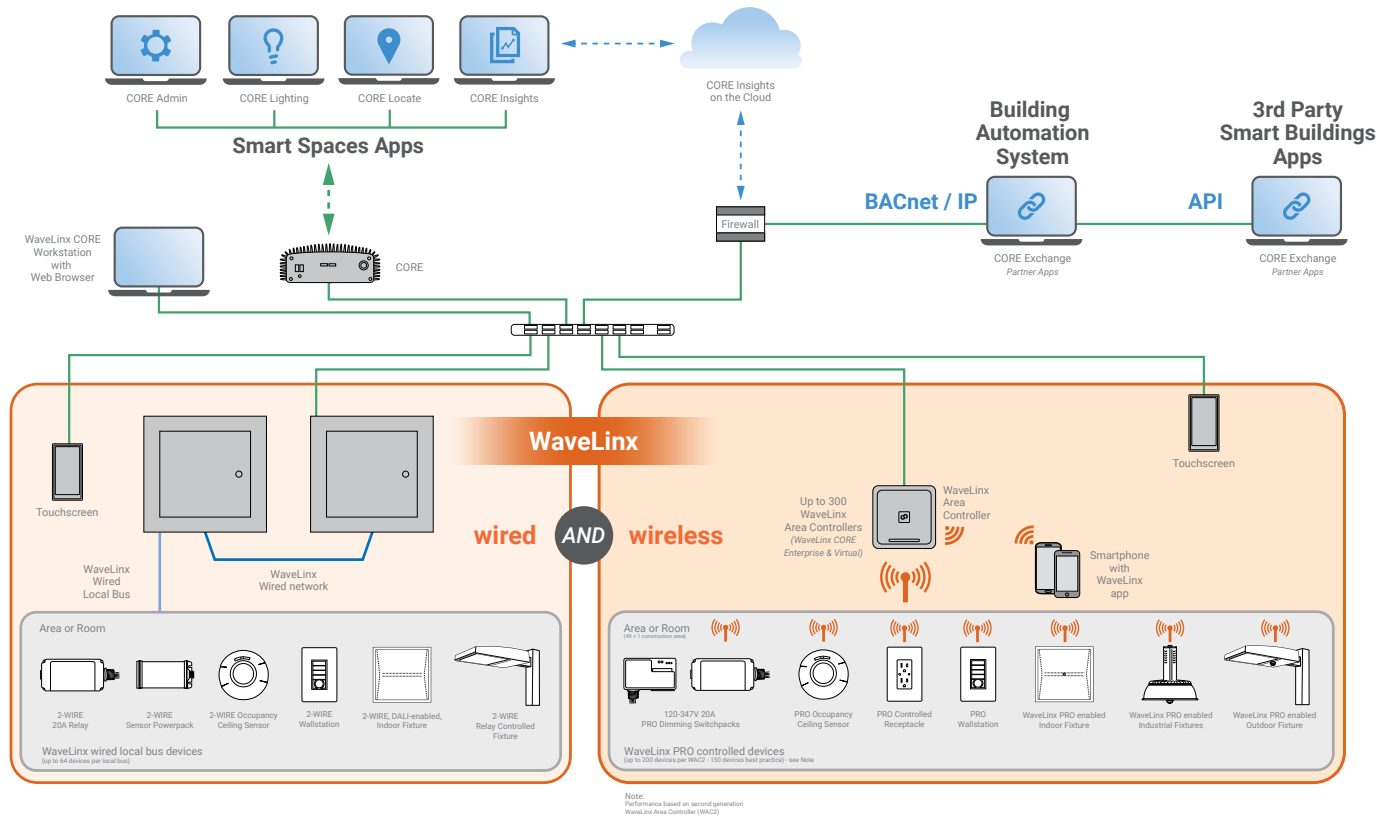 CORE Admin
CORE Lighting
CORE Locate
CORE Insights
Smart Spaces Apps
CORE Insights
on the Cloud
Building
Automation
System
3rd Party
Smart Buildings
Apps
BACnet / IP
API
Firewall
CORE Exchange
Partner Apps
CORE Exchange
Partner Apps
WaveLinx CORE
Workstation
with
Web Browser
CORE
WaveLinx
wired
AND
wireless
Touchscreen
WaveLinx
Wired
Local Bus
WaveLinx
Wired network
Up to 300
WaveLinx
Area Controllers
(WaveLinx CORE
Enterprise & Virtual)
WaveLinx
Area
Controller
Smartphone
with
WaveLinx
app
Touchscreen
Area or Room
2-WIRE
20A Relay
2-WIRE
Sensor Powerpack
2-WIRE Occupancy
Ceiling Sensor
2-WIRE
Wallstation
2-WIRE, DALI-enabled,
Indoor Fixture
2-WIRE
Relay Controlled
Fixture
WaveLinx wired local bus devices
(up to 64 devices per local bus)
Area or Room
(49 + 1 construction area)
120-347V 20A
PRO Dimming Switchpacks
PRO Occupancy
Ceiling Sensor
PRO Controlled
Receptacle
PRO
Wallstation
WaveLinx PRO enabled
Indoor Fixture
WaveLinx PRO enabled
Industrial Fixtures
WaveLinx PRO enabled
Outdoor Fixture
WaveLinx PRO controlled devices
(up to 200 devices per WAC2 - 150 devices best practice) - see Note
Note:
Performance based on second generation
WaveLinx Area Controller (WAC2)